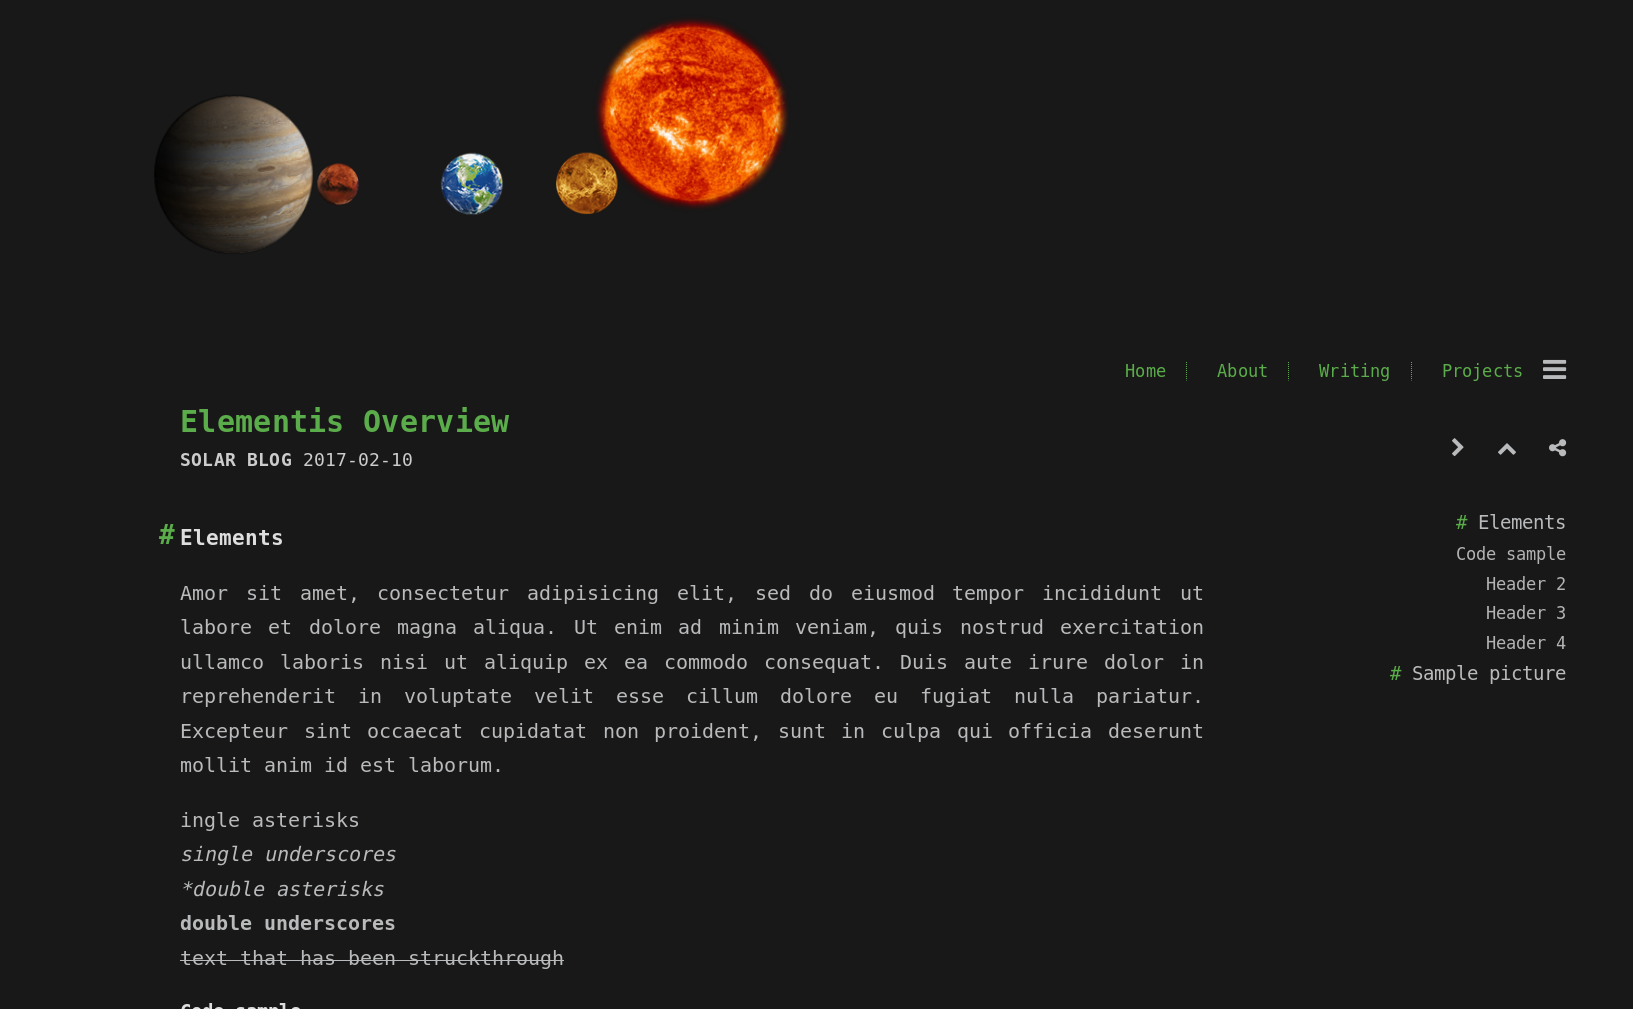 Home
About
Writing
Projects
Elementis Overview
SOLAR BLOG 2017-02-10
# Elements
Amor sit amet, consectetur adipisicing elit, sed do eiusmod tempor incididunt ut
labore et dolore magna aliqua. Ut enim ad minim veniam, quis nostrud exercitation
ullamco laboris nisi ut aliquip ex ea commodo consequat. Duis aute irure dolor in
reprehenderit in voluptate velit esse cillum dolore eu fugiat nulla pariatur.
Excepteur sint occaecat cupidatat non proident, sunt in culpa qui officia deserunt
mollit anim id est laborum.
ingle asterisks
single underscores
*double asterisks
double underscores
text that has been struckthrough
Code sample
# Elements
Code sample
Header 2
Header 3
Header 4
# Sample picture